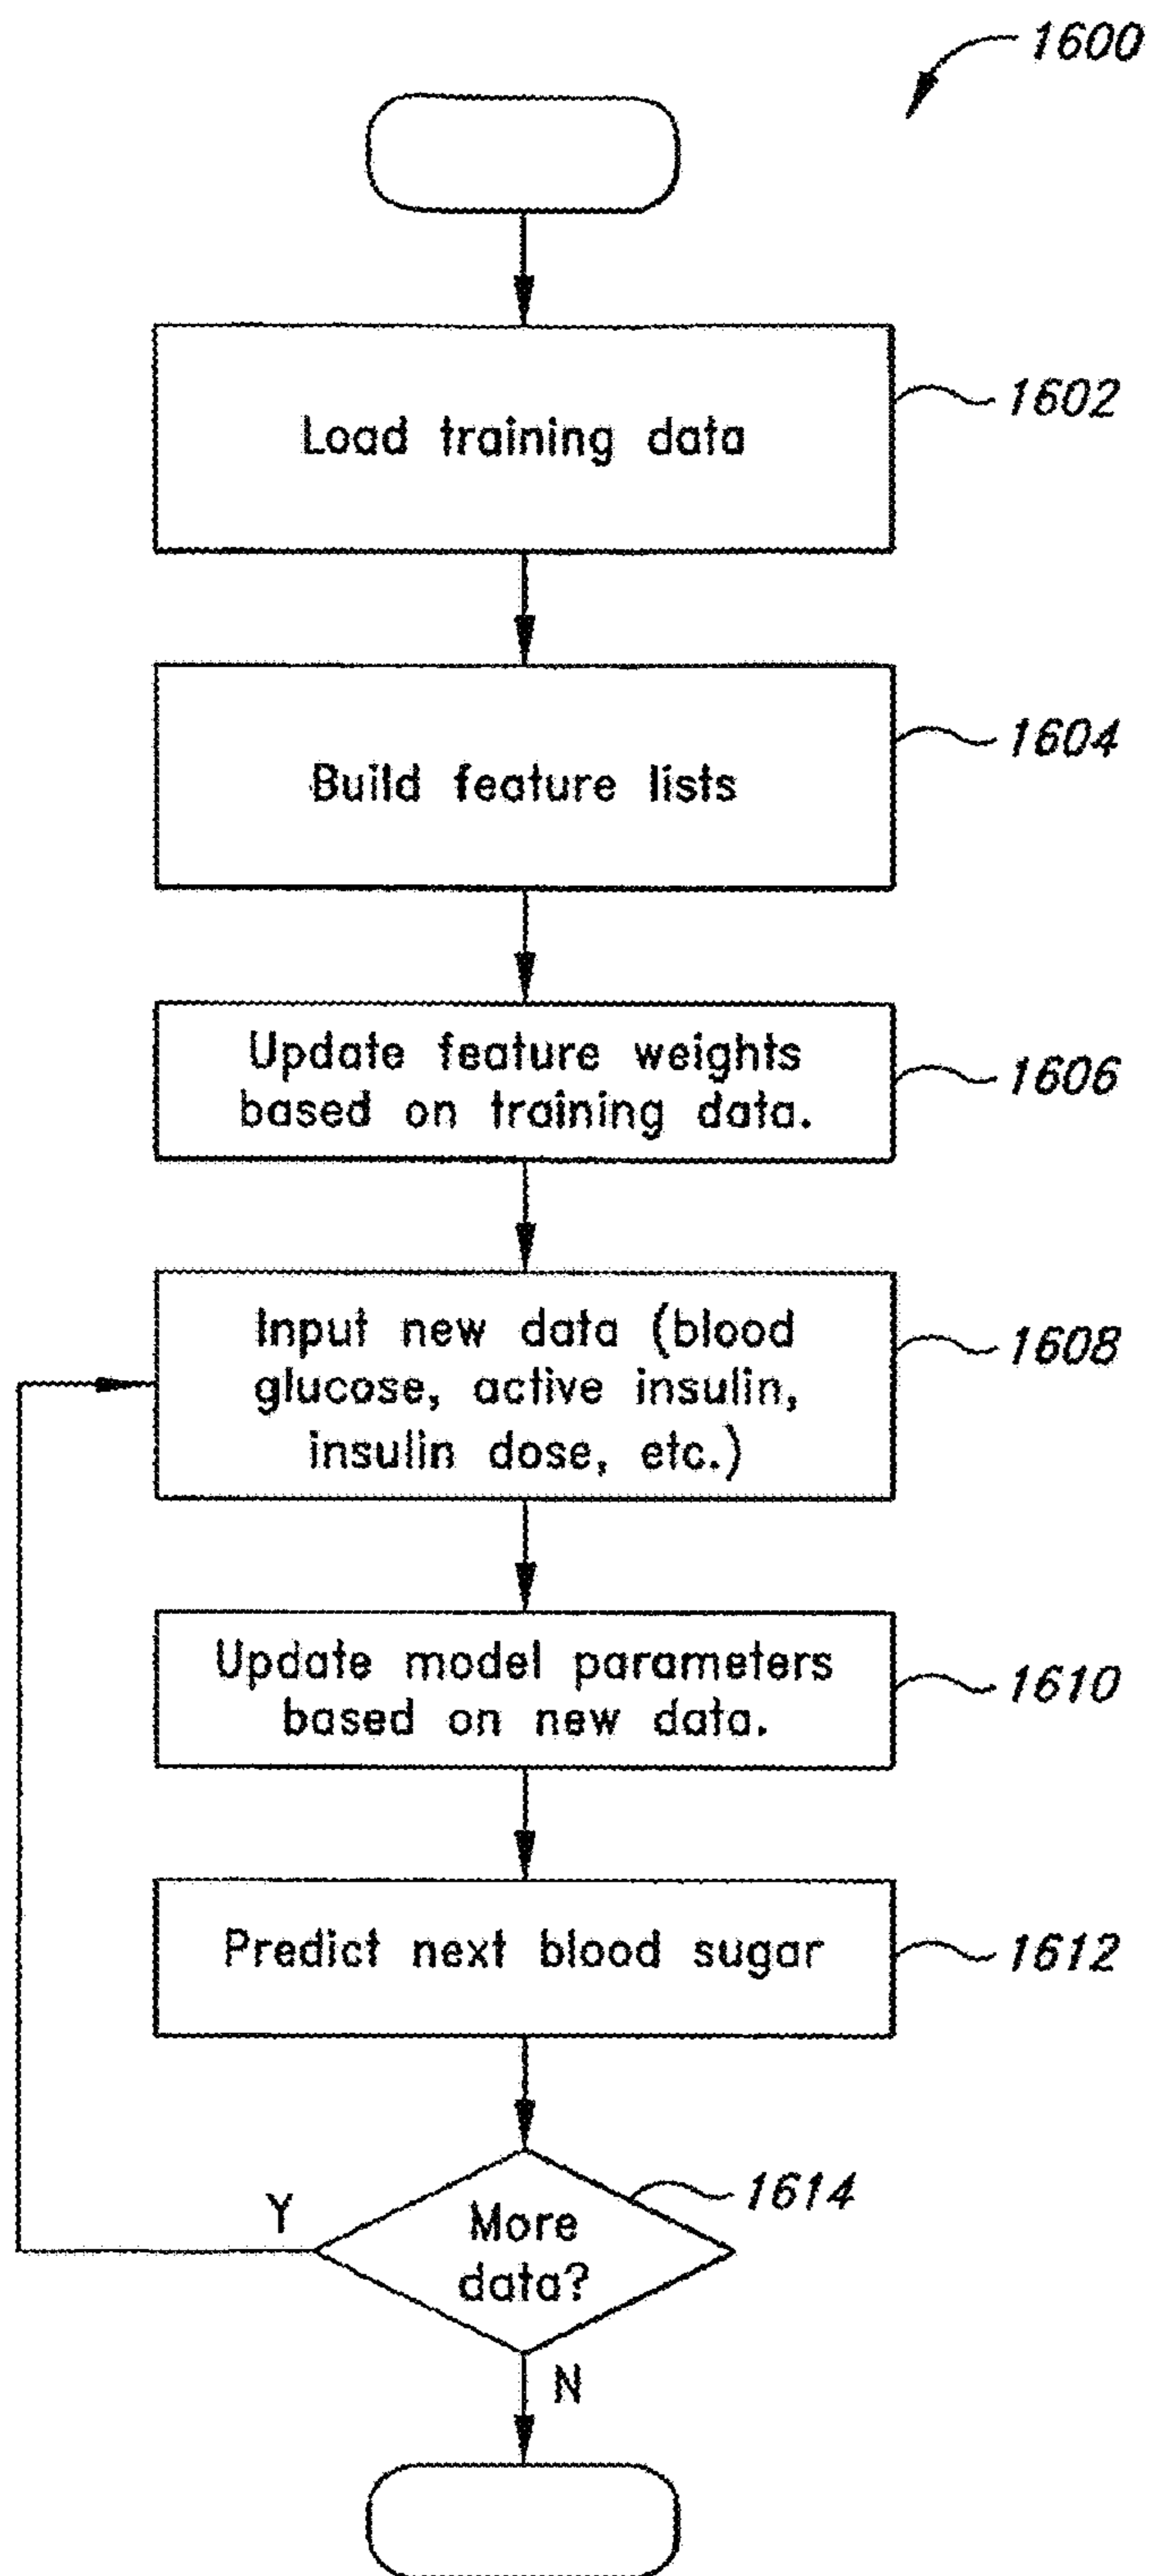 1600
Load training data
1602
Build feature lists
1604
Update feature weights
based on training data.
1606
Input new data (blood
glucose, active insulin,
insulin dose, etc.)
1608
Update model parameters
based on new data.
1610
Predict next blood sugar
1612
More
data?
1614
Y
N